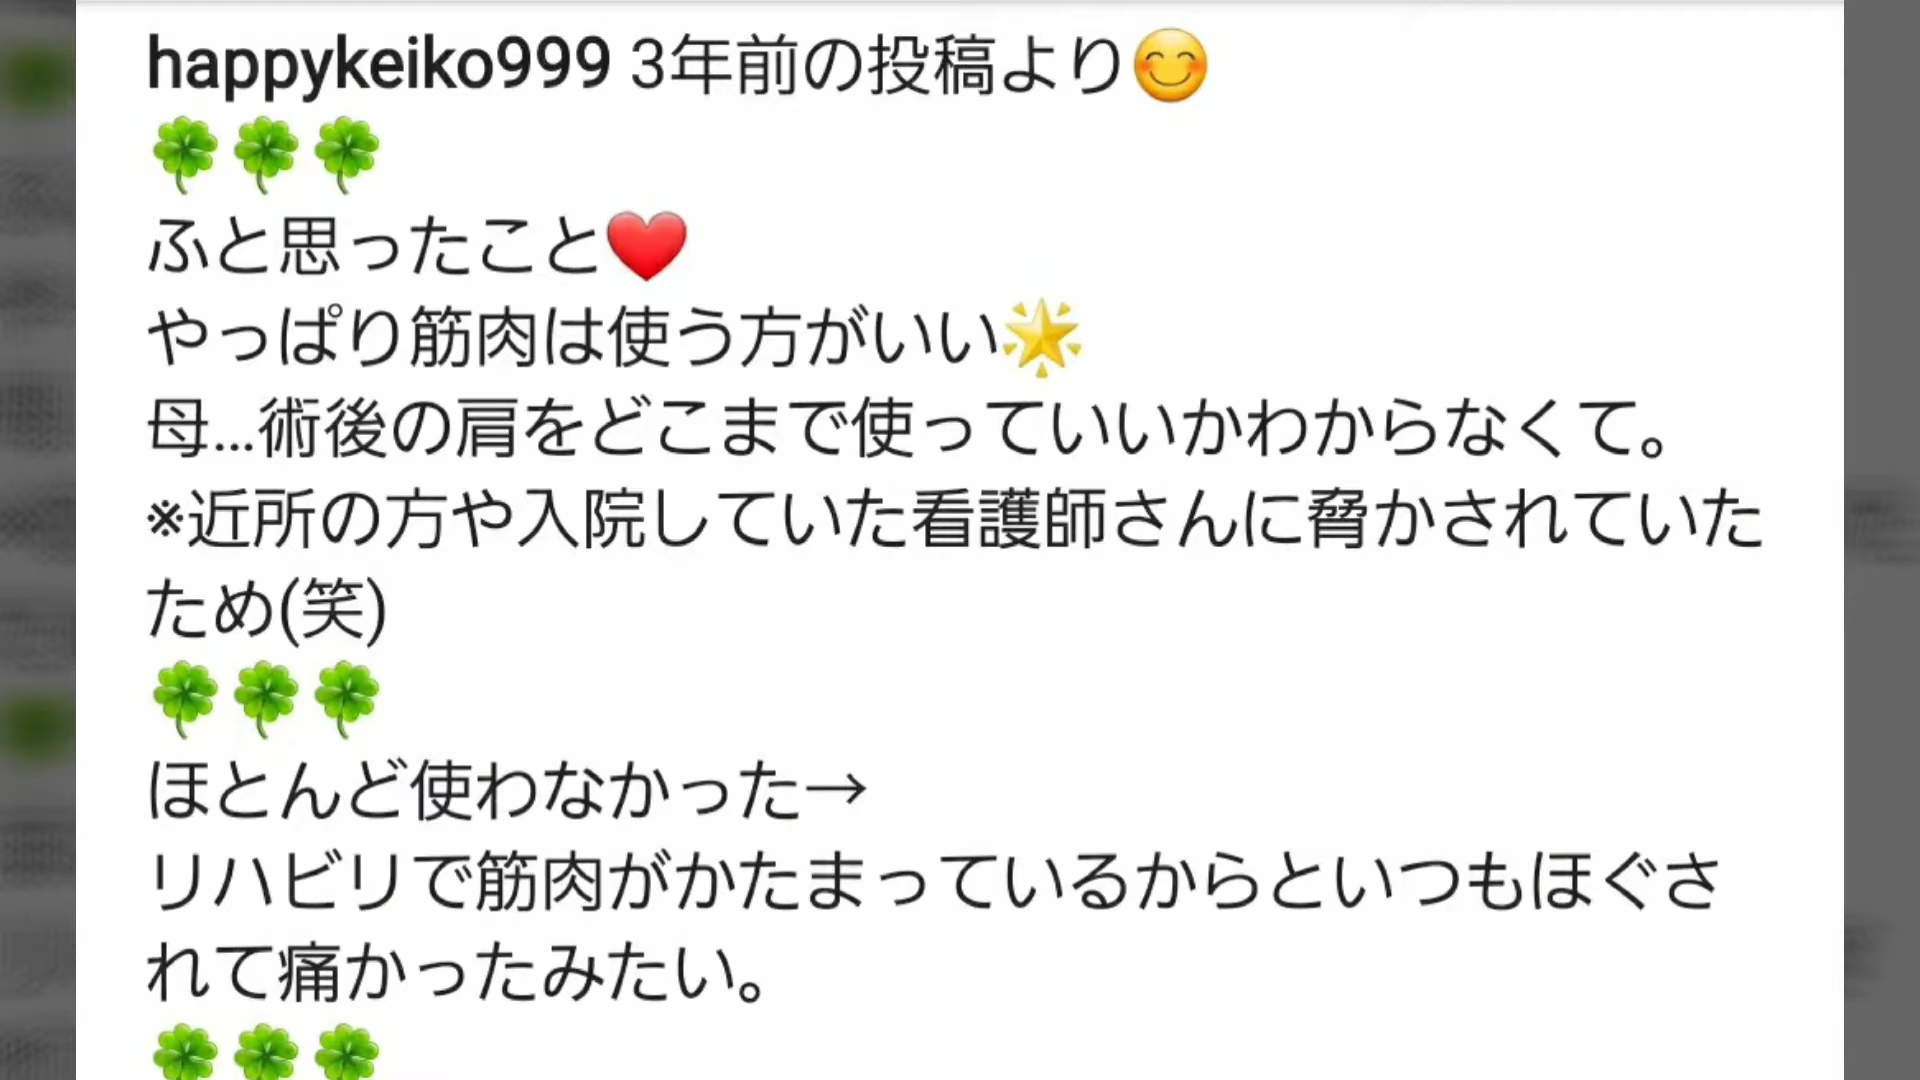 happykeiko999 3年前の投稿より😊
🍀🍀🍀
ふと思ったこと❤️
やっぱり筋肉は使う方がいい🌟
母...術後の肩をどこまで使っていいかわからなくて。
※近所の方や入院していた看護師さんに脅かされていた
ため(笑)
🍀🍀🍀
ほとんど使わなかった→
リハビリで筋肉がかたまっているからといつもほぐさ
れて痛かったみたい。
🍀🍀🍀